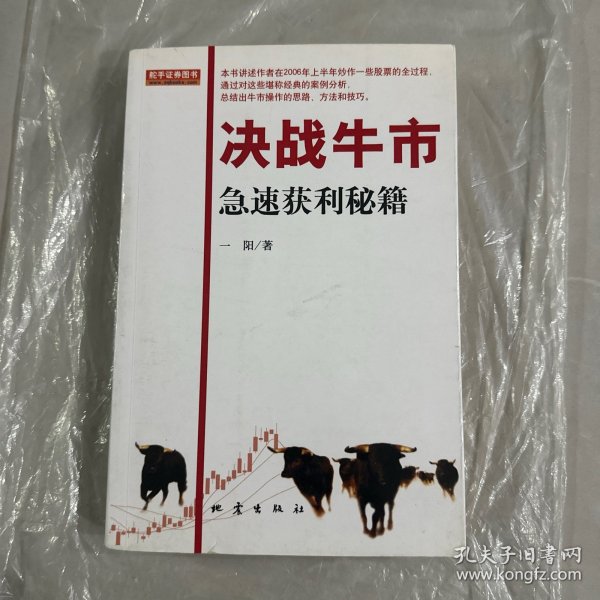 舵手证券图书
www.zqbooks.com
本书讲述作者在2006年上半年炒作一些股票的全过程，
通过对这些堪称经典的案例分析，
总结出牛市操作的思路、方法和技巧。
决战牛市
急速获利秘籍
一 阳/著
地震出版社
孔夫子旧书网
www.kongfz.com